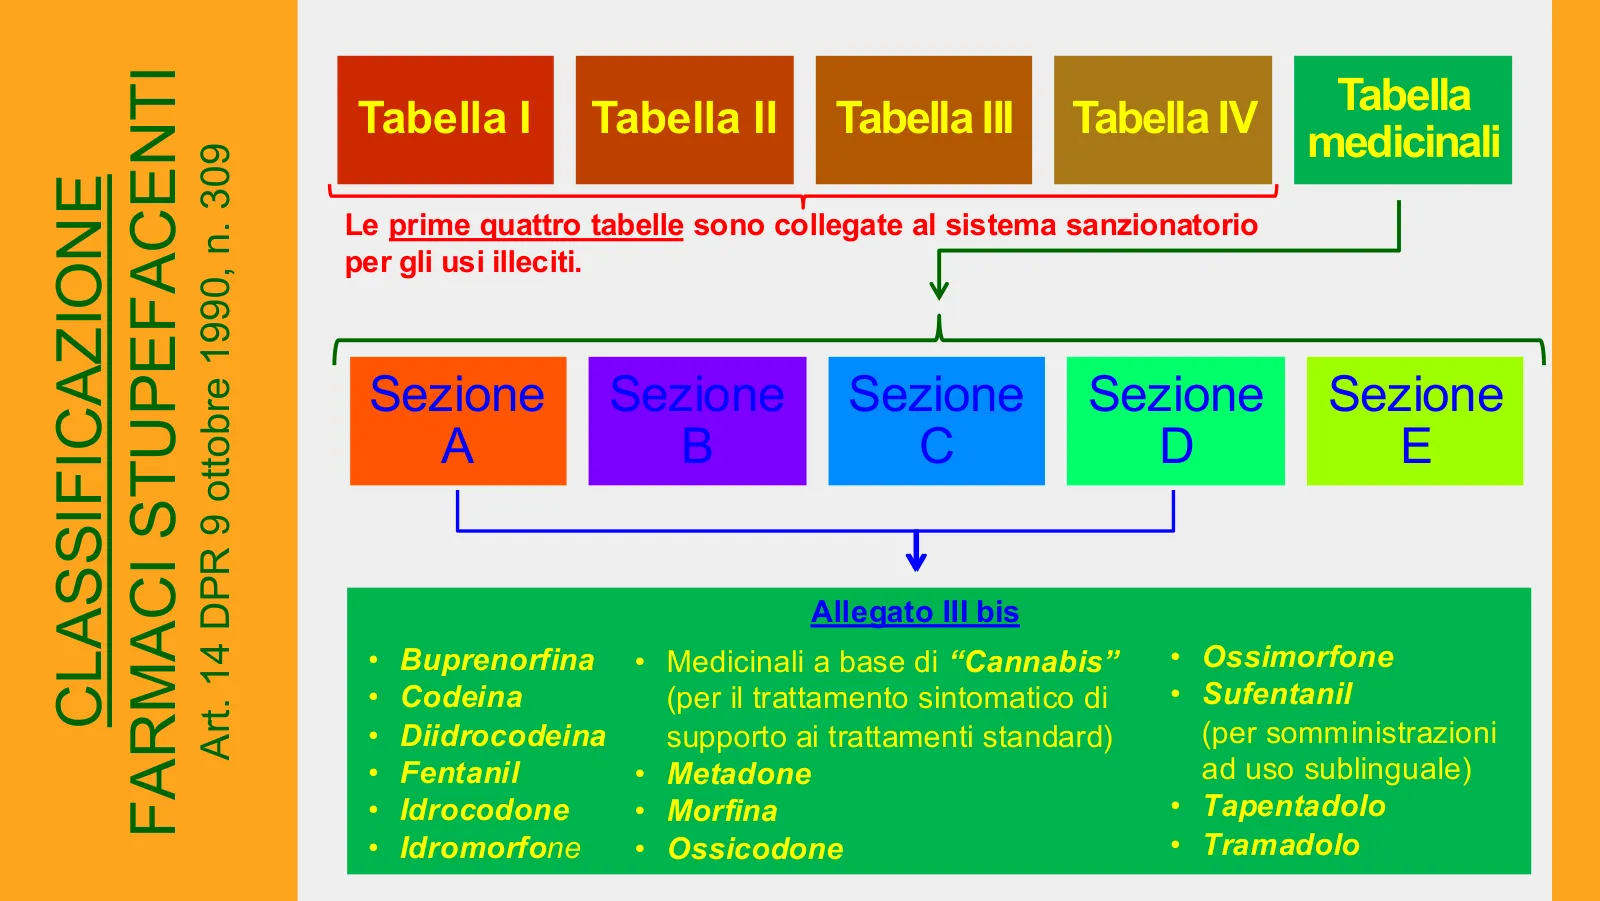 CLASSIFICAZIONE
FARMACI STUPEFACENTI
Art. 14 DPR 9 ottobre 1990, n. 309
Tabella I
Tabella II
Tabella III
Tabella IV
Tabella
medicinali
Le prime quattro tabelle sono collegate al sistema sanzionatorio
per gli usi illeciti.
Sezione
A
Sezione
B
Sezione
C
Sezione
D
Sezione
E
Allegato III bis
• Buprenorfina
• Codeina
• Diidrocodeina
• Fentanil
• Idrocodone
• Idromorfone
• Medicinali a base di “Cannabis”
(per il trattamento sintomatico di
supporto ai trattamenti standard)
• Metadone
• Morfina
• Ossicodone
• Ossimorfone
• Sufentanil
(per somministrazioni
ad uso sublinguale)
• Tapentadolo
• Tramadolo